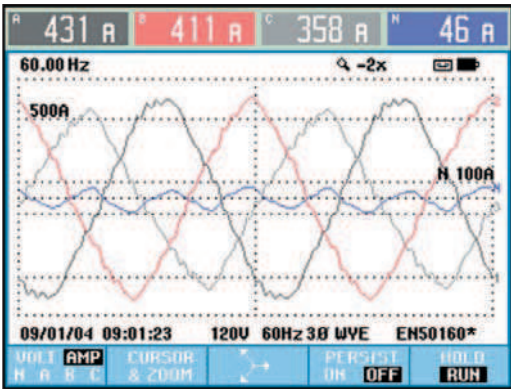 A 431 A B 411 A C 358 A N 46 A
60.00 Hz -2x
500A
N 100A
09/01/04 09:01:23 120V 60Hz 3Ø WYE EN50160*
VOLT AMP CURSOR PERSIST HOLD
N A B C & ZOOM ON OFF RUN